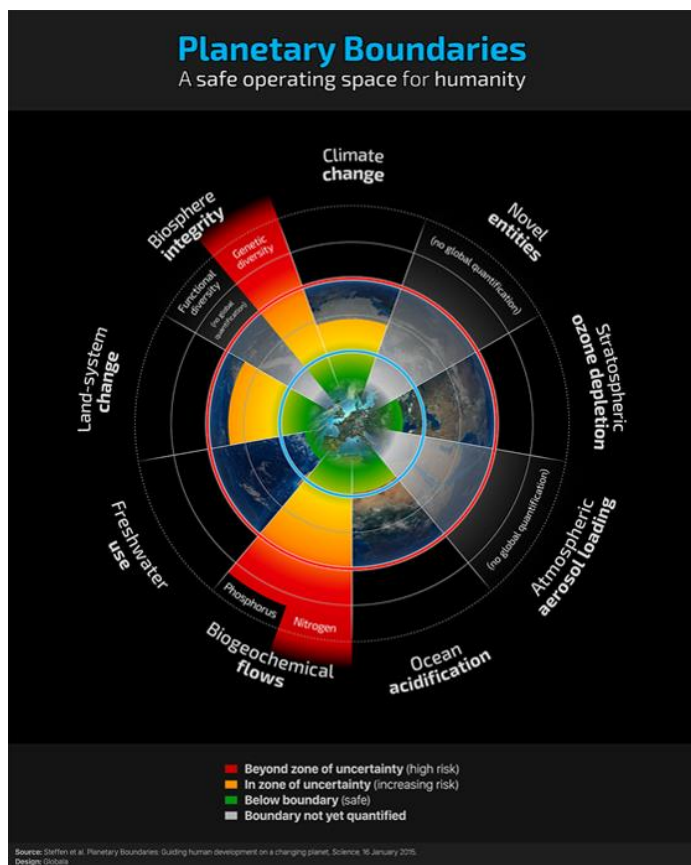 Planetary Boundaries
A safe operating space for humanity
Climate
change
Novel
entities
(no global quantification)
Stratospheric
ozone depletion
Atmospheric
aerosol loading
(no global quantification)
Ocean
acidification
Biogeochemical
flows
Phosphorus
Nitrogen
Freshwater
use
Land-system
change
Biosphere
integrity
Functional
diversity
(no global
quantification)
Genetic
diversity
Beyond zone of uncertainty (high risk)
In zone of uncertainty (increasing risk)
Below boundary (safe)
Boundary not yet quantified
Source: Steffen et al. Planetary Boundaries: Guiding human development on a changing planet, Science, 16 January 2015.
Design: Globaïa